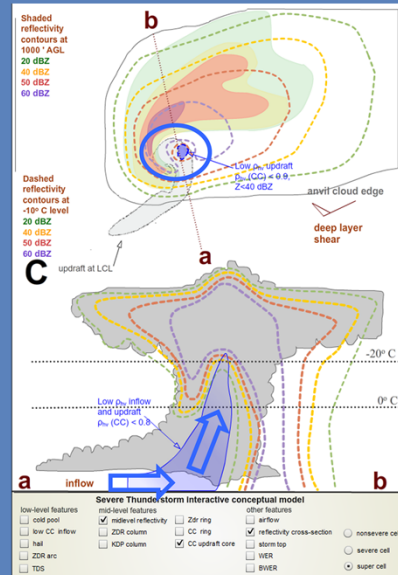 Shaded
reflectivity
contours at
1000 ' AGL
20 dBZ
40 dBZ
50 dBZ
60 dBZ
b
Low ρhv updraft
ρhv (CC) < 0.9,
Z<40 dBZ
anvil cloud edge
deep layer
shear
Dashed
reflectivity
contours at
-10° C level
20 dBZ
40 dBZ
50 dBZ
60 dBZ
updraft at LCL
a
C
-20° C
Low ρhv inflow
and updraft
ρhv (CC) < 0.8
0° C
a
inflow
b
Severe Thunderstorm Interactive conceptual model
low-level features
cold pool
low CC inflow
hail
ZDR arc
TDS
mid-level features
midlevel reflectivity
ZDR column
KDP column
Zdr ring
CC ring
CC updraft core
other features
airflow
reflectivity cross-section
storm top
WER
BWER
nonsevere cell
severe cell
super cell